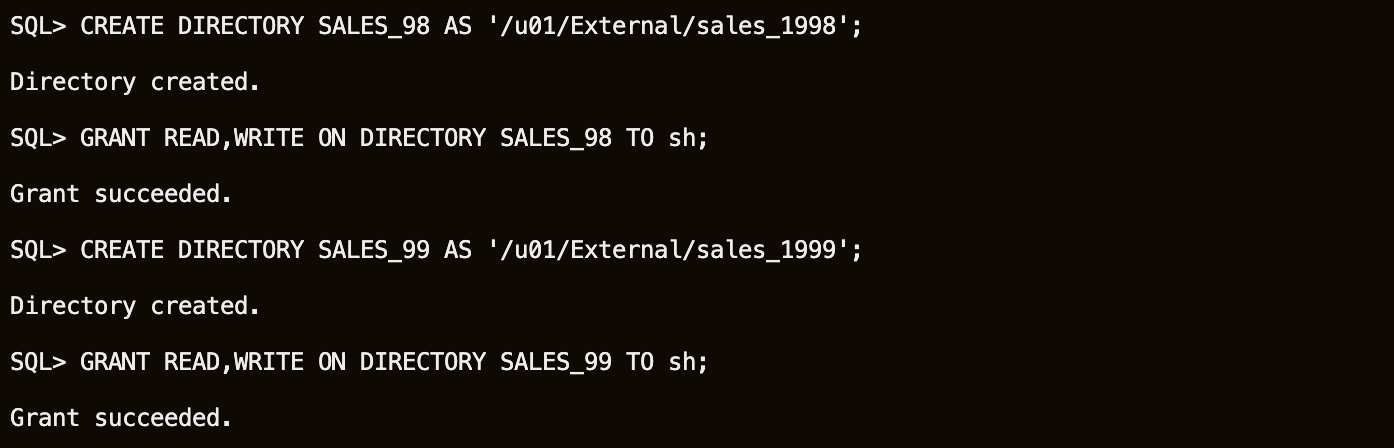 SQL> CREATE DIRECTORY SALES_98 AS '/u01/External/sales_1998';
Directory created.
SQL> GRANT READ,WRITE ON DIRECTORY SALES_98 TO sh;
Grant succeeded.
SQL> CREATE DIRECTORY SALES_99 AS '/u01/External/sales_1999';
Directory created.
SQL> GRANT READ,WRITE ON DIRECTORY SALES_99 TO sh;
Grant succeeded.